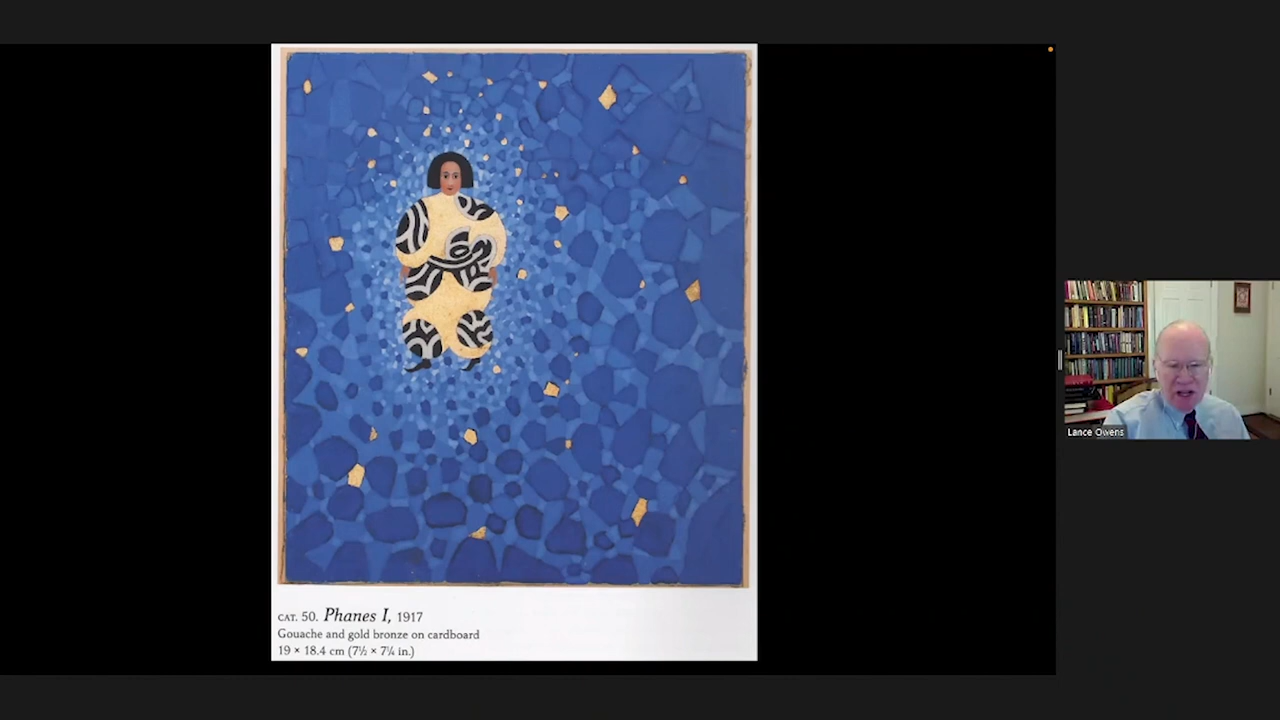 CAT. 50. Phanes I, 1917
Gouache and gold bronze on cardboard
19 × 18.4 cm (7½ × 7¼ in.)
Lance Owens